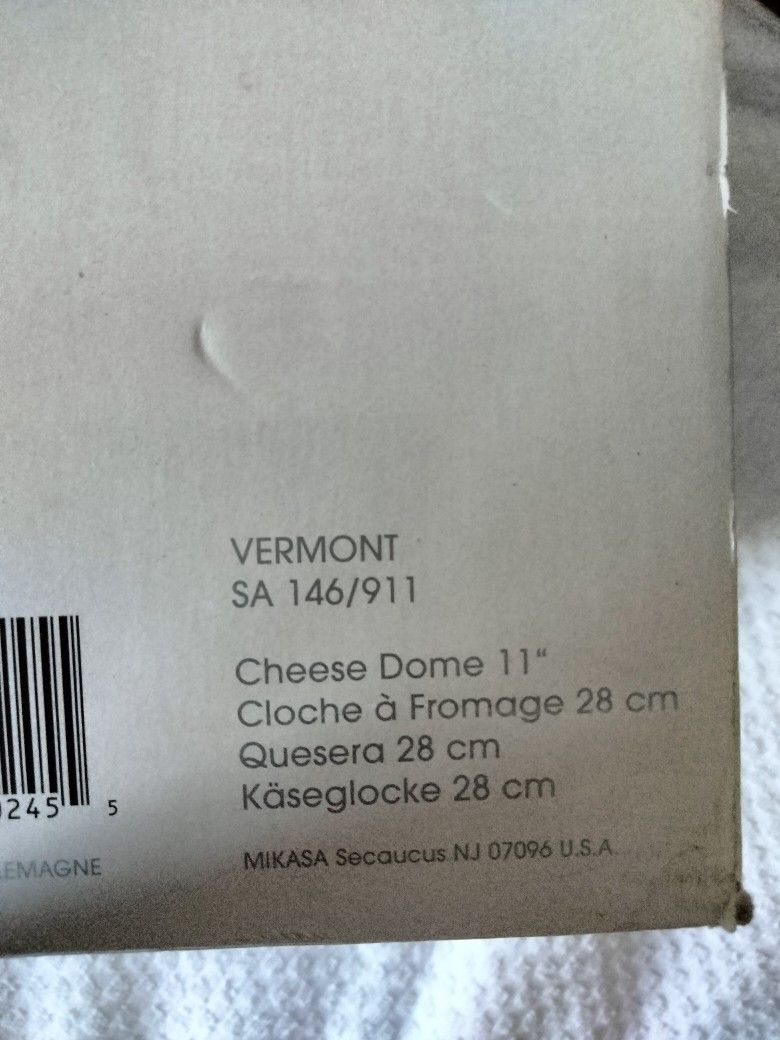 VERMONT
SA 146/911
Cheese Dome 11“
Cloche à Fromage 28 cm
Quesera 28 cm
Käseglocke 28 cm
245 5
EMAGNE
MIKASA Secaucus NJ 07096 U.S.A.